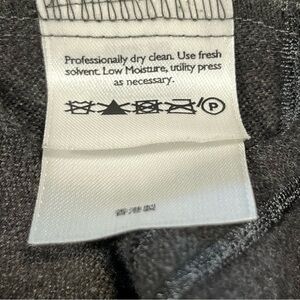 Professionally dry clean. Use fresh
solvent. Low Moisture, utility press
as necessary.
P
香港製